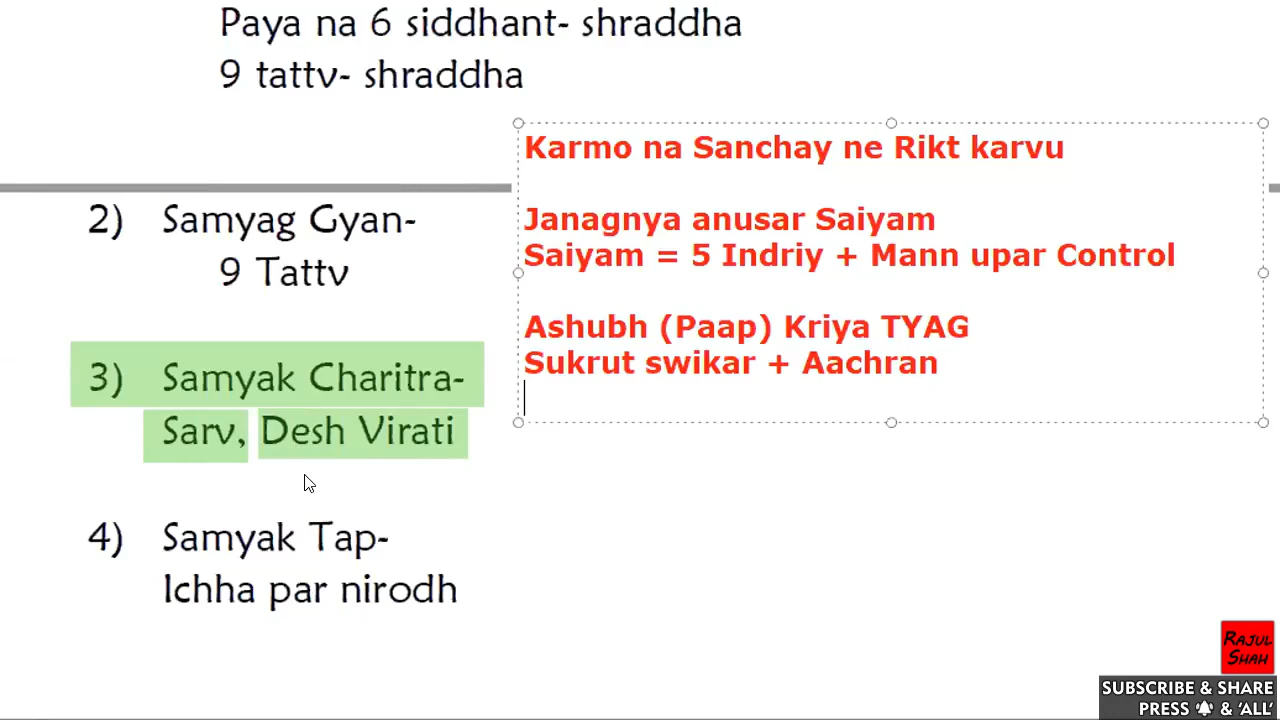 Paya na 6 siddhant- shraddha
9 tattv- shraddha
Karmo na Sanchay ne Rikt karvu
2) Samyag Gyan-
9 Tattv
Janagnya anusar Saiyam
Saiyam = 5 Indriy + Mann upar Control
Ashubh (Paap) Kriya TYAG
Sukrut swikar + Aachran
3) Samyak Charitra-
Sarv, Desh Virati
4) Samyak Tap-
Ichha par nirodh
RAJUL
SHAH
SUBSCRIBE & SHARE
PRESS 🔔 & 'ALL'